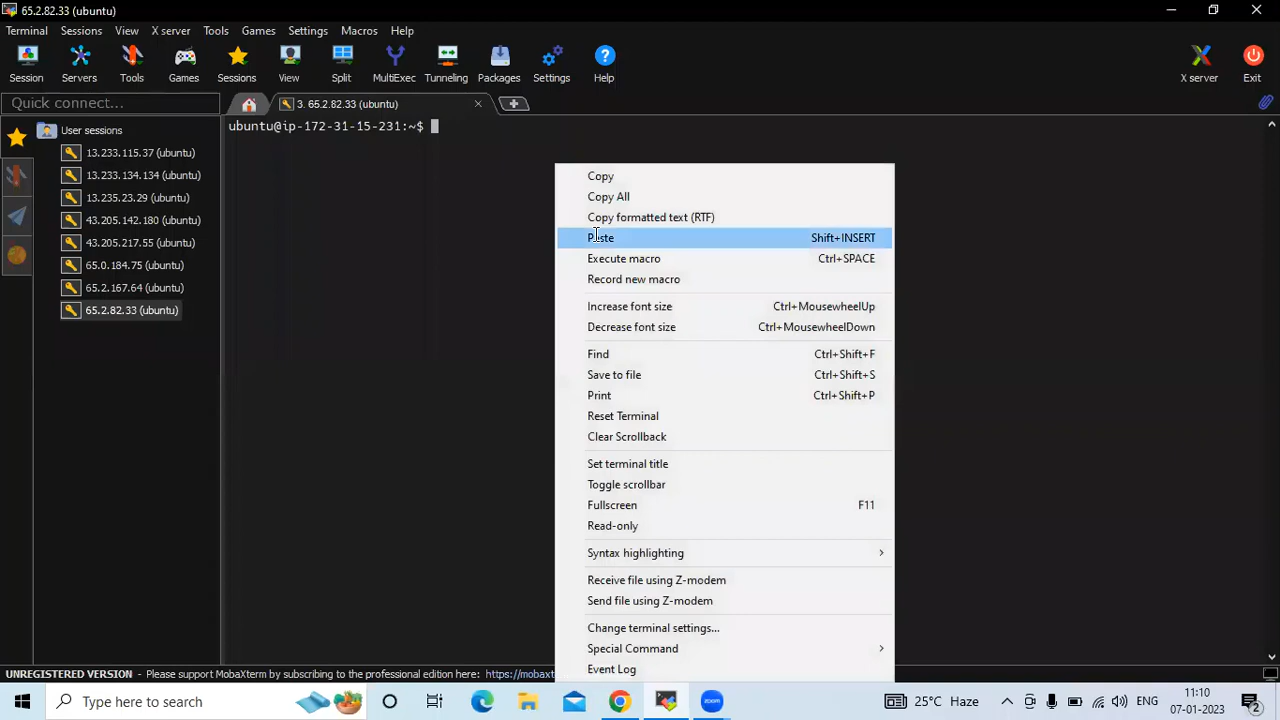 65.2.82.33 (ubuntu)
Terminal Sessions View X server Tools Games Settings Macros Help
Session Servers Tools Games Sessions View Split MultiExec Tunneling Packages Settings Help X server Exit
Quick connect...
3. 65.2.82.33 (ubuntu)
User sessions
13.233.115.37 (ubuntu)
13.233.134.134 (ubuntu)
13.235.23.29 (ubuntu)
43.205.142.180 (ubuntu)
43.205.217.55 (ubuntu)
65.0.184.75 (ubuntu)
65.2.167.64 (ubuntu)
65.2.82.33 (ubuntu)
ubuntu@ip-172-31-15-231:~$
Copy
Copy All
Copy formatted text (RTF)
Paste Shift+INSERT
Execute macro Ctrl+SPACE
Record new macro
Increase font size Ctrl+MousewheelUp
Decrease font size Ctrl+MousewheelDown
Find Ctrl+Shift+F
Save to file Ctrl+Shift+S
Print Ctrl+Shift+P
Reset Terminal
Clear Scrollback
Set terminal title
Toggle scrollbar
Fullscreen F11
Read-only
Syntax highlighting
Receive file using Z-modem
Send file using Z-modem
Change terminal settings...
Special Command
Event Log
UNREGISTERED VERSION - Please support MobaXterm by subscribing to the professional edition here: https://mobaxt
Type here to search
zoom
25°C Haze
ENG
11:10
07-01-2023
2